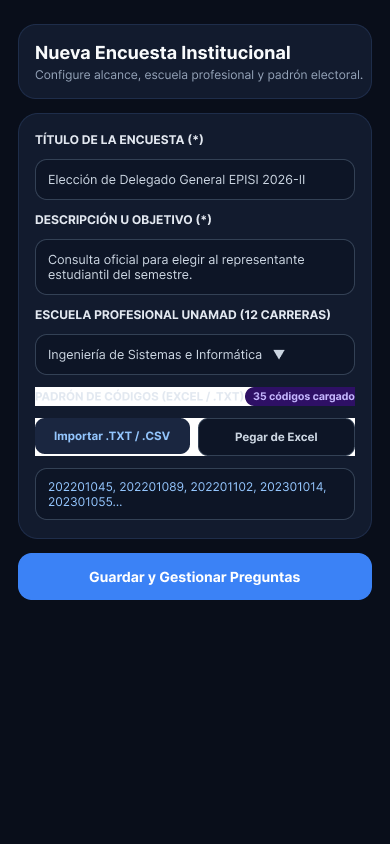 Nueva Encuesta Institucional
Configure alcance, escuela profesional y padrón electoral.
TÍTULO DE LA ENCUESTA (*)
Elección de Delegado General EPISI 2026-II
DESCRIPCIÓN U OBJETIVO (*)
Consulta oficial para elegir al representante
estudiantil del semestre.
ESCUELA PROFESIONAL UNAMAD (12 CARRERAS)
Ingeniería de Sistemas e Informática ▼
PADRÓN DE CÓDIGOS (EXCEL / .TXT) 35 códigos cargado
Importar .TXT / .CSV Pegar de Excel
202201045, 202201089, 202201102, 202301014,
202301055...
Guardar y Gestionar Preguntas